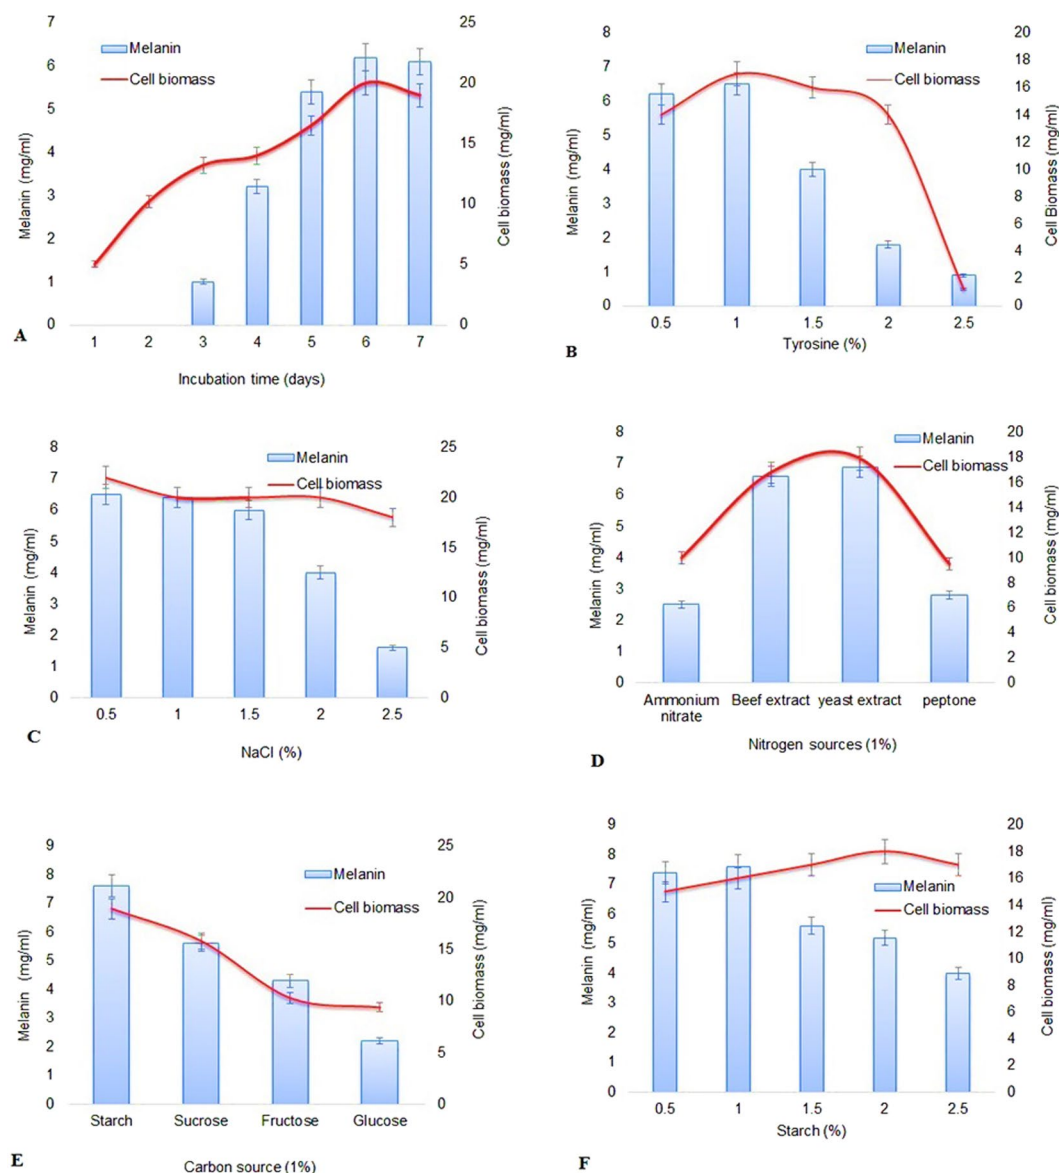 7
6
5
4
3
2
1
0
Melanin (mg/ml)
Melanin
Cell biomass
25
20
15
10
5
0
Cell biomass (mg/ml)
1 2 3 4 5 6 7
Incubation time (days)
A
8
7
6
5
4
3
2
1
0
Melanin (mg/ml)
Melanin
Cell biomass
20
18
16
14
12
10
8
6
4
2
0
Cell Biomass (mg/ml)
0.5 1 1.5 2 2.5
Tyrosine (%)
B
8
7
6
5
4
3
2
1
0
Melanin (mg/ml)
Melanin
Cell biomass
25
20
15
10
5
0
Cell biomass (mg/ml)
0.5 1 1.5 2 2.5
NaCl (%)
C
8
7
6
5
4
3
2
1
0
Melanin (mg/ml)
Melanin
Cell biomass
20
18
16
14
12
10
8
6
4
2
0
Cell biomass (mg/ml)
Ammonium Beef extract yeast extract peptone
nitrate
Nitrogen sources (1%)
D
9
8
7
6
5
4
3
2
1
0
Melanin (mg/ml)
Melanin
Cell biomass
25
20
15
10
5
0
Cell biomass (mg/ml)
Starch Sucrose Fructose Glucose
Carbon source (1%)
E
9
8
7
6
5
4
3
2
1
0
Melanin (mg/ml)
Melanin
Cell biomass
20
18
16
14
12
10
8
6
4
2
0
Cell biomass (mg/ml)
0.5 1 1.5 2 2.5
Starch (%)
F